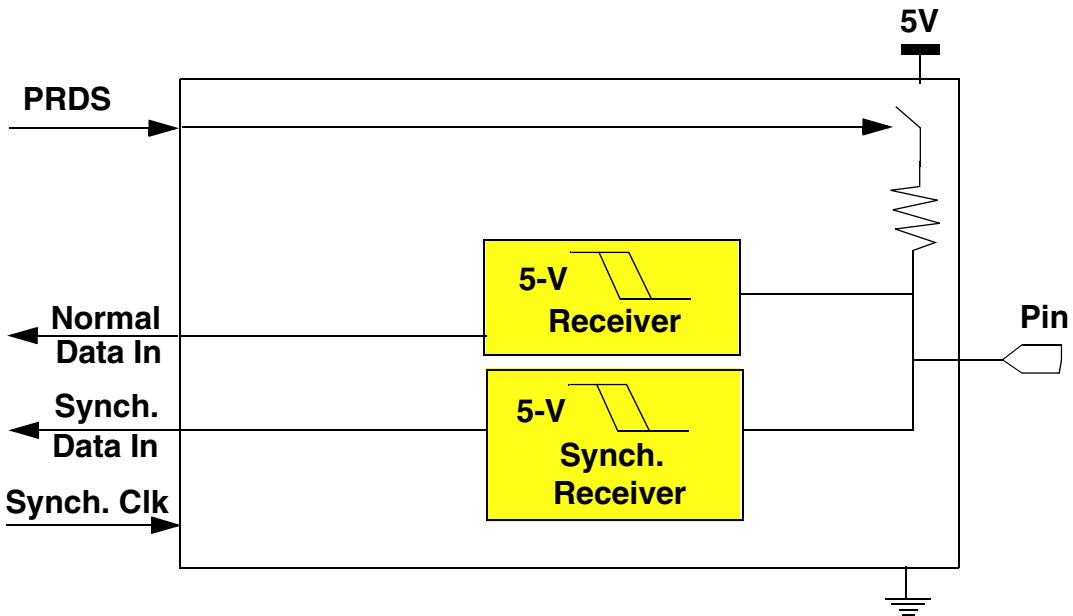 5V
PRDS
5-V
Receiver
Normal
Data In
Pin
Synch.
Data In
5-V
Synch.
Receiver
Synch. Clk